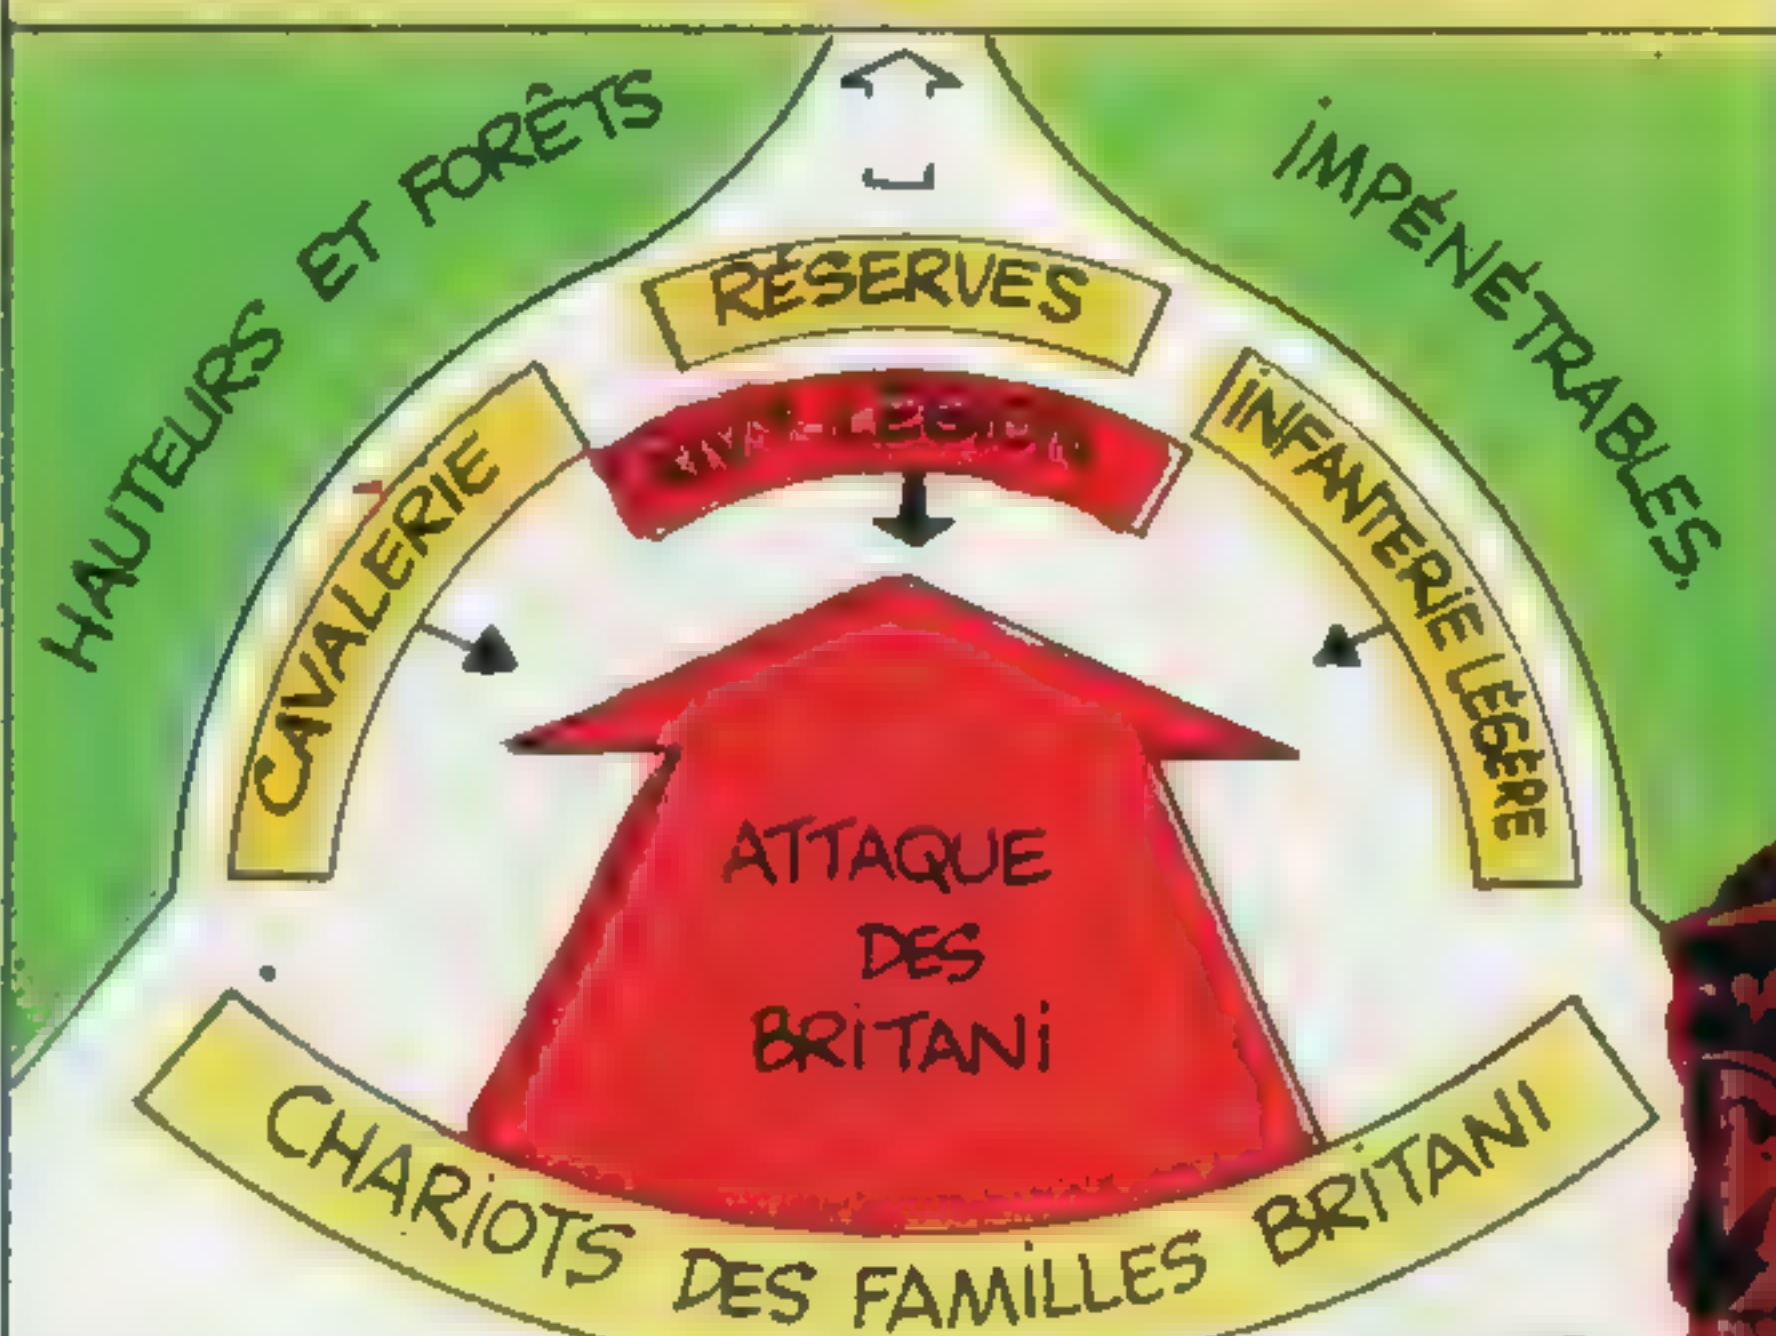 HAUTEURS ET FORÊTS
IMPÉNÉTRABLES.
RÉSERVES
CAVALERIE
INFANTERIE LÉGÈRE
ATTAQUE
DES
BRITANI
CHARIOTS DES FAMILLES BRITANI